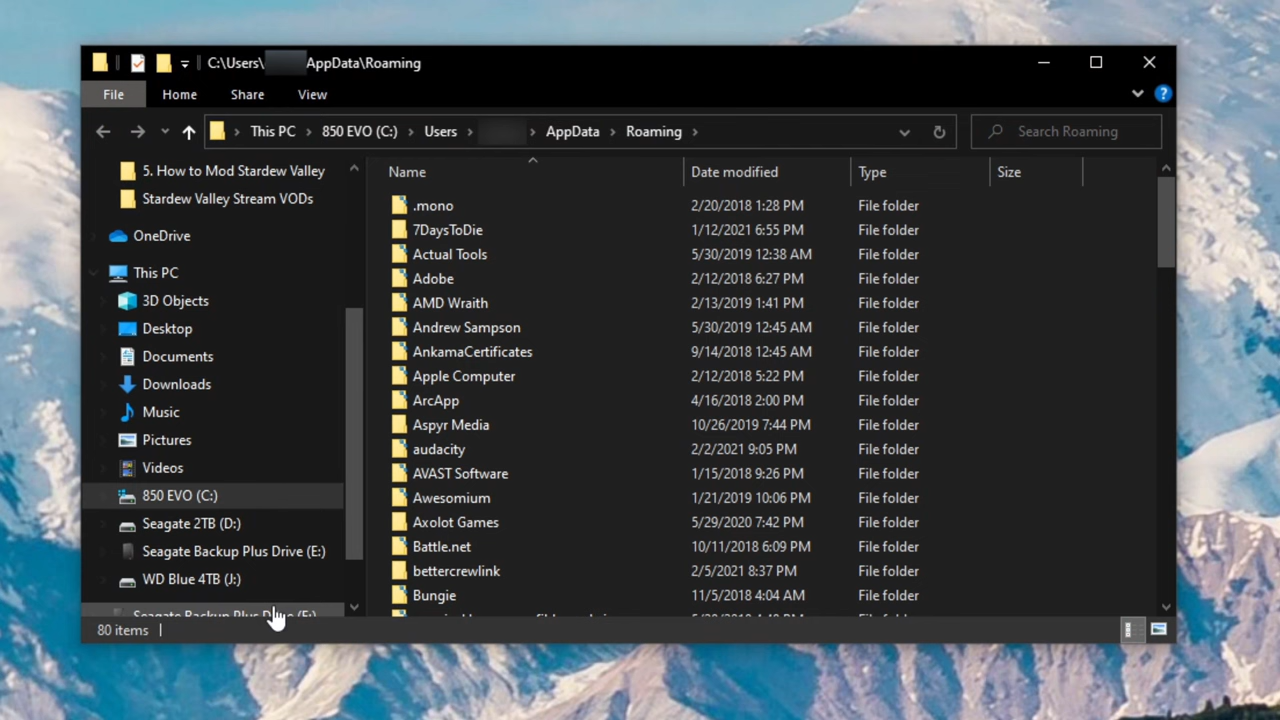 C:\Users\ AppData\Roaming
File Home Share View
This PC > 850 EVO (C:) > Users > > AppData > Roaming >
Search Roaming
5. How to Mod Stardew Valley
Stardew Valley Stream VODs
OneDrive
This PC
3D Objects
Desktop
Documents
Downloads
Music
Pictures
Videos
850 EVO (C:)
Seagate 2TB (D:)
Seagate Backup Plus Drive (E:)
WD Blue 4TB (J:)
Seagate Backup Plus Drive (E:)
Name Date modified Type Size
.mono 2/20/2018 1:28 PM File folder
7DaysToDie 1/12/2021 6:55 PM File folder
Actual Tools 5/30/2019 12:38 AM File folder
Adobe 2/12/2018 6:27 PM File folder
AMD Wraith 2/13/2019 1:41 PM File folder
Andrew Sampson 5/30/2019 12:45 AM File folder
AnkamaCertificates 9/14/2018 12:45 AM File folder
Apple Computer 2/12/2018 5:22 PM File folder
ArcApp 4/16/2018 2:00 PM File folder
Aspyr Media 10/26/2019 7:44 PM File folder
audacity 2/2/2021 9:05 PM File folder
AVAST Software 1/15/2018 9:26 PM File folder
Awesomium 1/21/2019 10:06 PM File folder
Axolot Games 5/29/2020 7:42 PM File folder
Battle.net 10/11/2018 6:09 PM File folder
bettercrewlink 2/5/2021 8:37 PM File folder
Bungie 11/5/2018 4:04 AM File folder
80 items